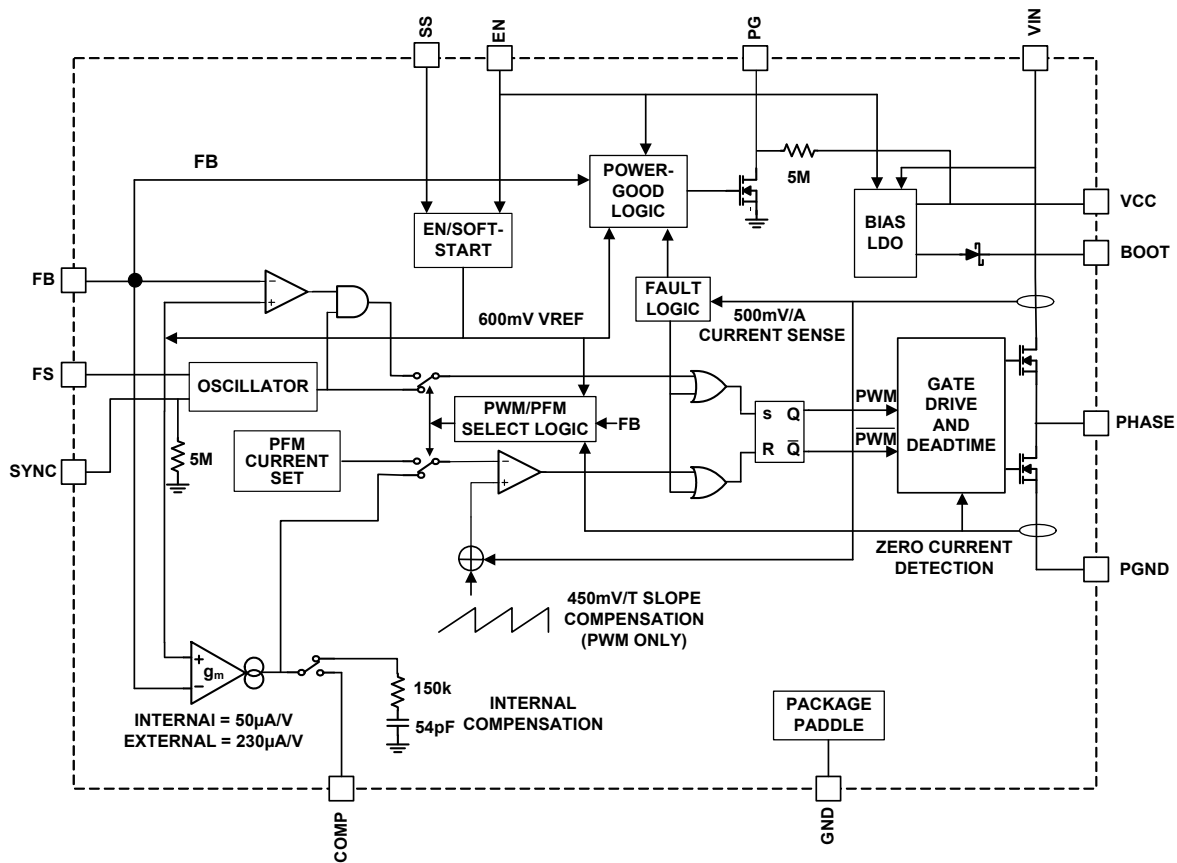 SS
EN
PG
VIN
FB
POWER-
GOOD
LOGIC
5M
BIAS
LDO
VCC
BOOT
EN/SOFT-
START
FB
−
+
FAULT
LOGIC
600mV VREF
500mV/A
CURRENT SENSE
FS
OSCILLATOR
GATE
DRIVE
AND
DEADTIME
PWM/PFM
SELECT LOGIC
FB
S Q
R Q̅
PWM
P̅W̅M̅
PHASE
SYNC
5M
PFM
CURRENT
SET
−
+
ZERO CURRENT
DETECTION
PGND
450mV/T SLOPE
COMPENSATION
(PWM ONLY)
+
gm
−
150k
54pF
INTERNAL
COMPENSATION
INTERNAl = 50µA/V
EXTERNAL = 230µA/V
PACKAGE
PADDLE
COMP
GND